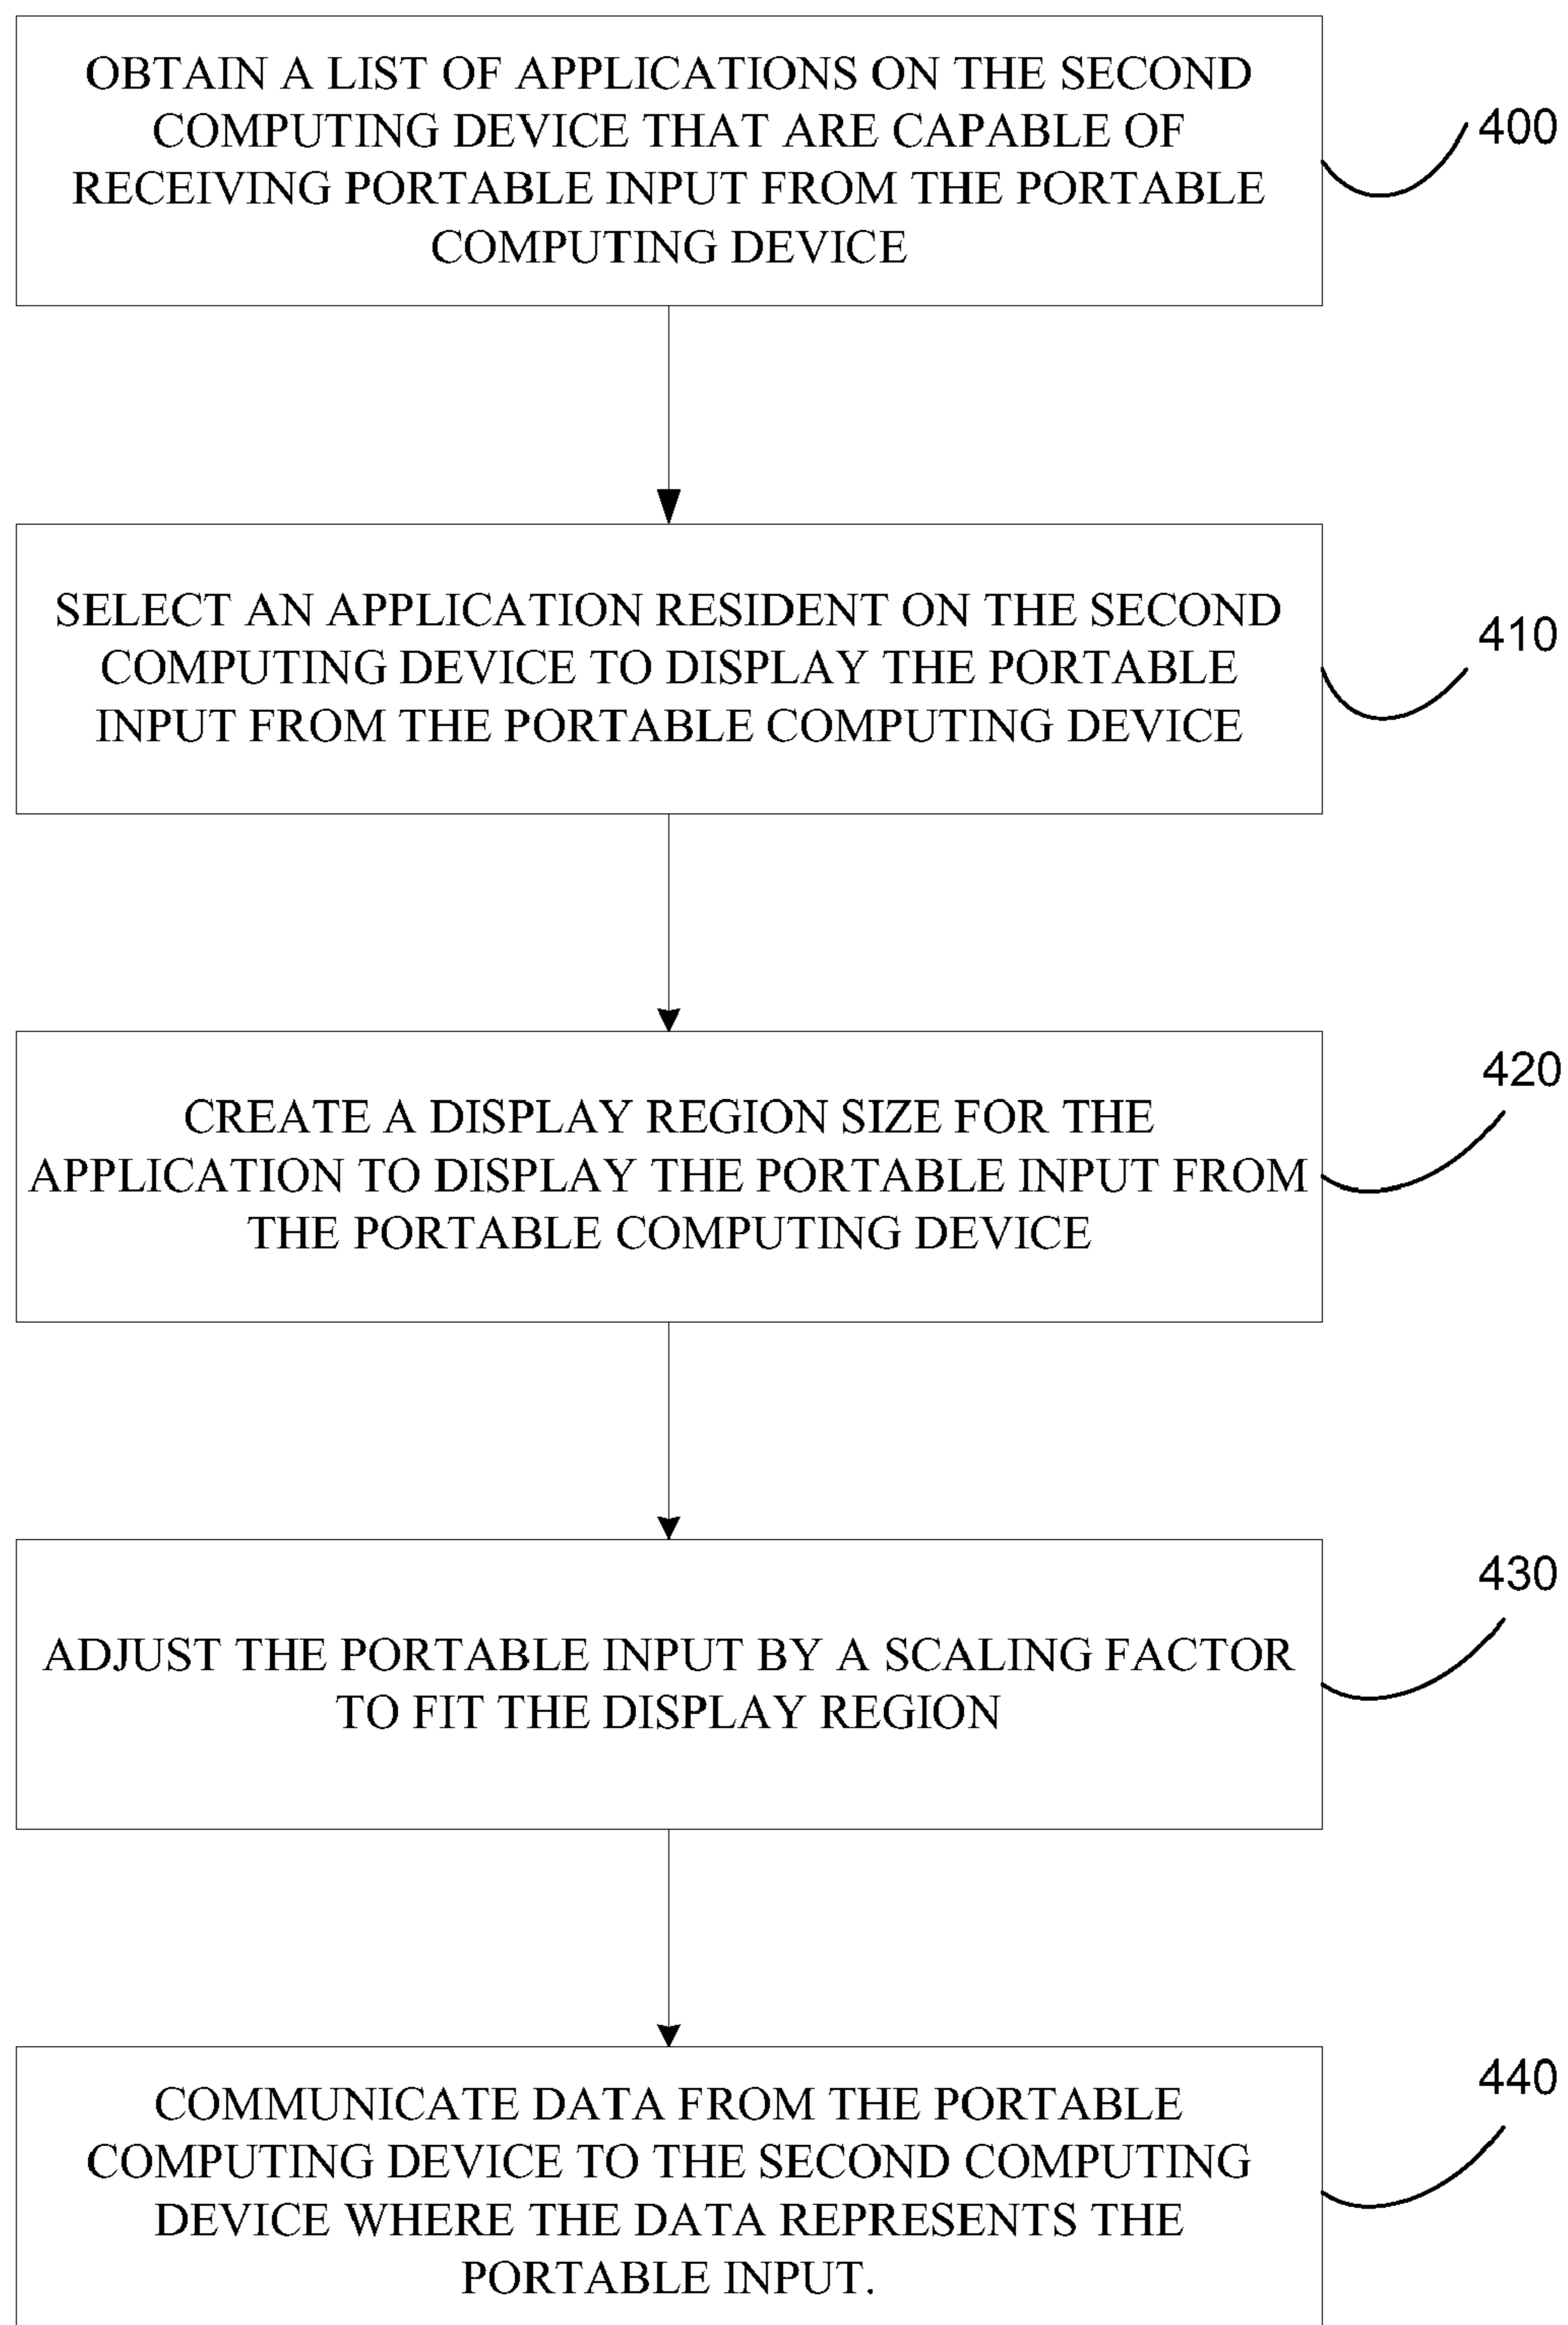 OBTAIN A LIST OF APPLICATIONS ON THE SECOND
COMPUTING DEVICE THAT ARE CAPABLE OF
RECEIVING PORTABLE INPUT FROM THE PORTABLE
COMPUTING DEVICE
400
SELECT AN APPLICATION RESIDENT ON THE SECOND
COMPUTING DEVICE TO DISPLAY THE PORTABLE
INPUT FROM THE PORTABLE COMPUTING DEVICE
410
CREATE A DISPLAY REGION SIZE FOR THE
APPLICATION TO DISPLAY THE PORTABLE INPUT FROM
THE PORTABLE COMPUTING DEVICE
420
ADJUST THE PORTABLE INPUT BY A SCALING FACTOR
TO FIT THE DISPLAY REGION
430
COMMUNICATE DATA FROM THE PORTABLE
COMPUTING DEVICE TO THE SECOND COMPUTING
DEVICE WHERE THE DATA REPRESENTS THE
PORTABLE INPUT.
440